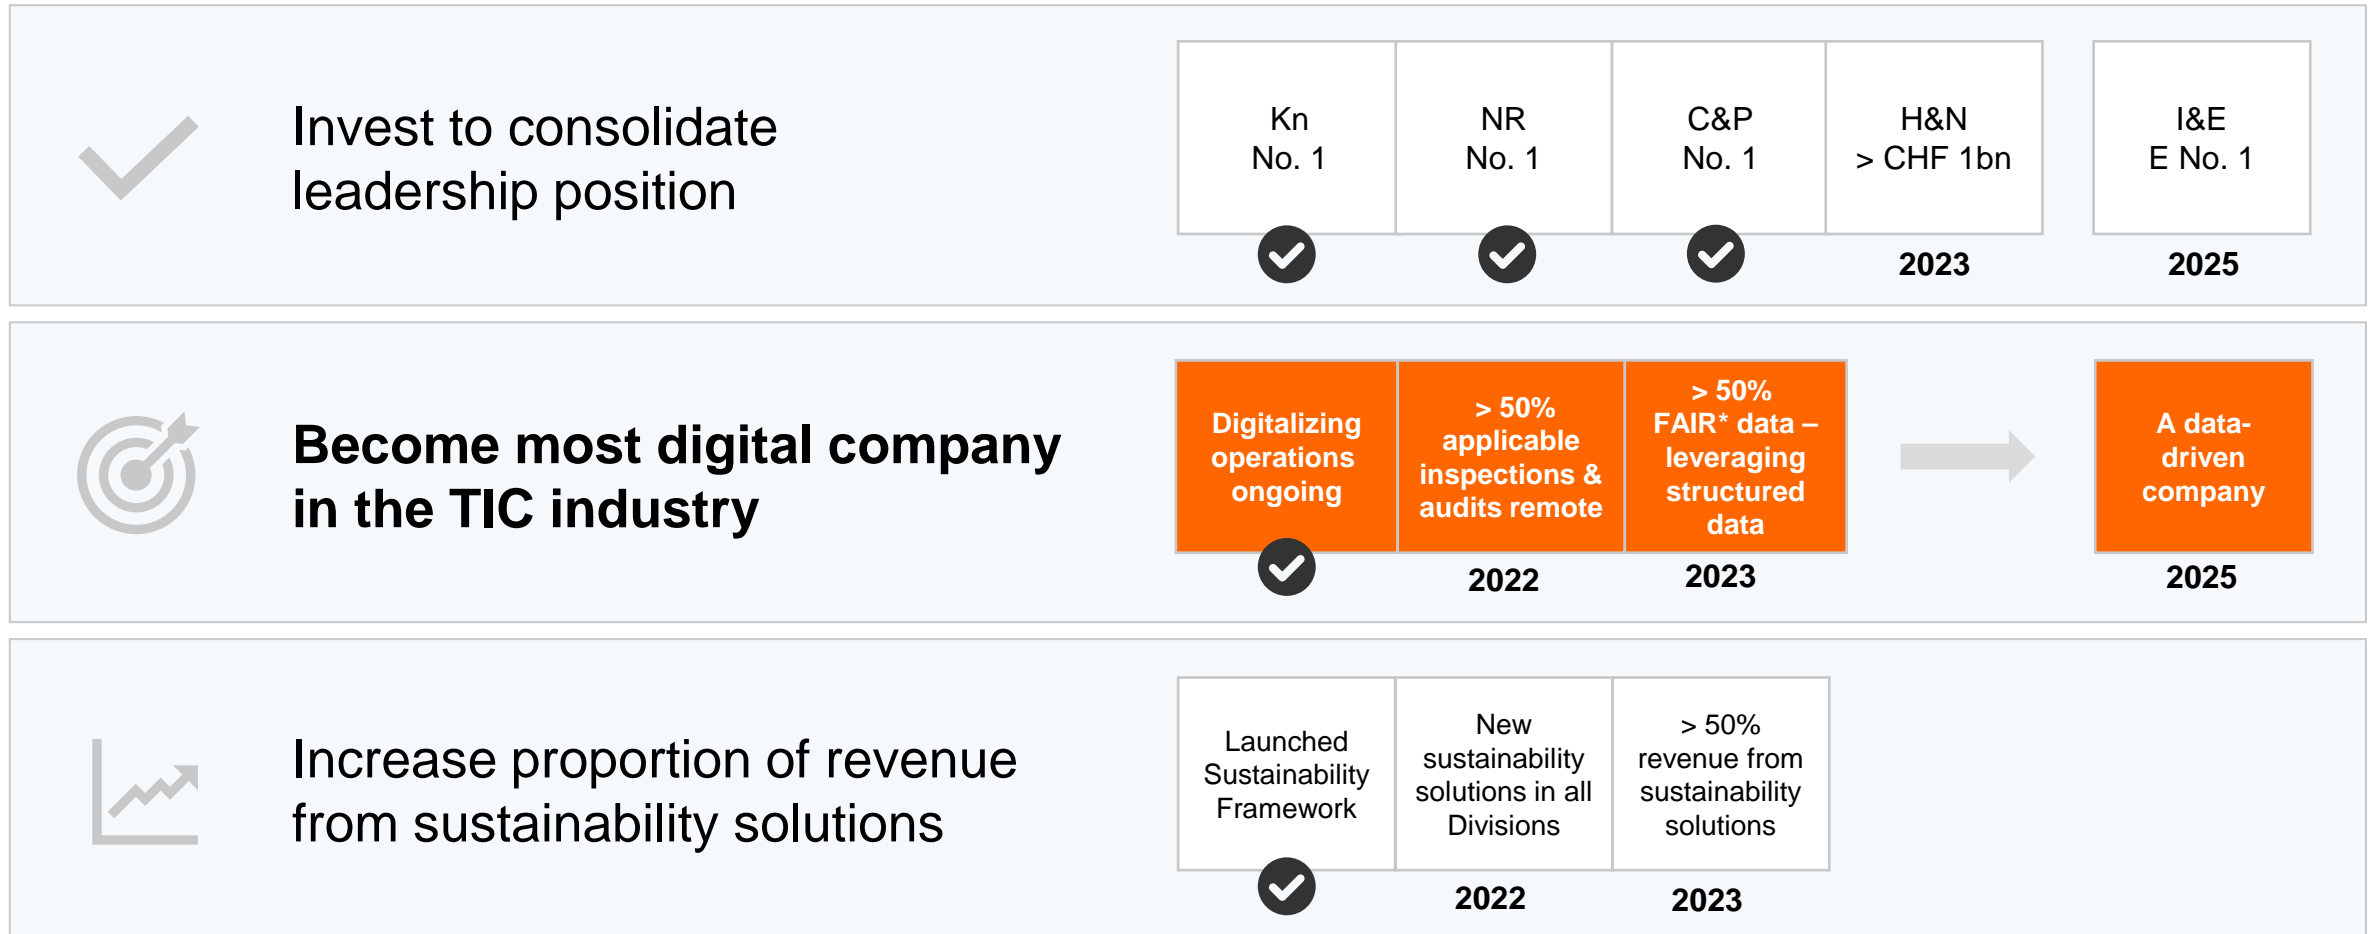 Invest to consolidate
leadership position
Kn
No. 1
NR
No. 1
C&P
No. 1
H&N
> CHF 1bn
2023
I&E
E No. 1
2025
Become most digital company
in the TIC industry
Digitalizing
operations
ongoing
> 50%
applicable
inspections &
audits remote
2022
> 50%
FAIR* data –
leveraging
structured
data
2023
A data-
driven
company
2025
Increase proportion of revenue
from sustainability solutions
Launched
Sustainability
Framework
New
sustainability
solutions in all
Divisions
2022
> 50%
revenue from
sustainability
solutions
2023